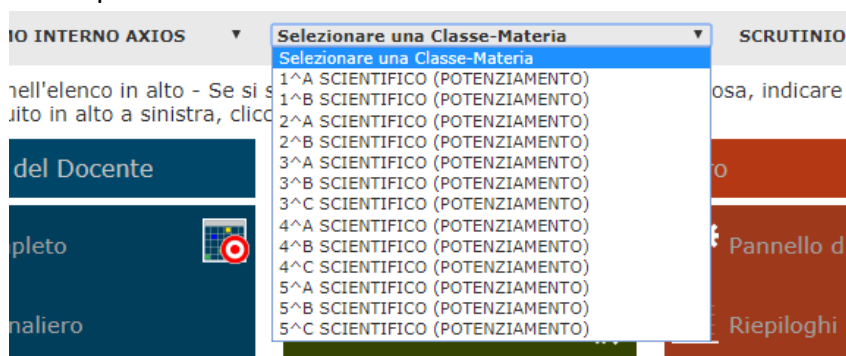 IO INTERNO AXIOS
Selezionare una Classe-Materia
SCRUTINIO
Selezionare una Classe-Materia
nell'elenco in alto - Se si s
osa, indicare
uito in alto a sinistra, clicc
1^A SCIENTIFICO (POTENZIAMENTO)
1^B SCIENTIFICO (POTENZIAMENTO)
2^A SCIENTIFICO (POTENZIAMENTO)
2^B SCIENTIFICO (POTENZIAMENTO)
3^A SCIENTIFICO (POTENZIAMENTO)
3^B SCIENTIFICO (POTENZIAMENTO)
3^C SCIENTIFICO (POTENZIAMENTO)
4^A SCIENTIFICO (POTENZIAMENTO)
4^B SCIENTIFICO (POTENZIAMENTO)
4^C SCIENTIFICO (POTENZIAMENTO)
5^A SCIENTIFICO (POTENZIAMENTO)
5^B SCIENTIFICO (POTENZIAMENTO)
5^C SCIENTIFICO (POTENZIAMENTO)
del Docente
ro
npleto
Pannello d
naliero
Riepiloghi